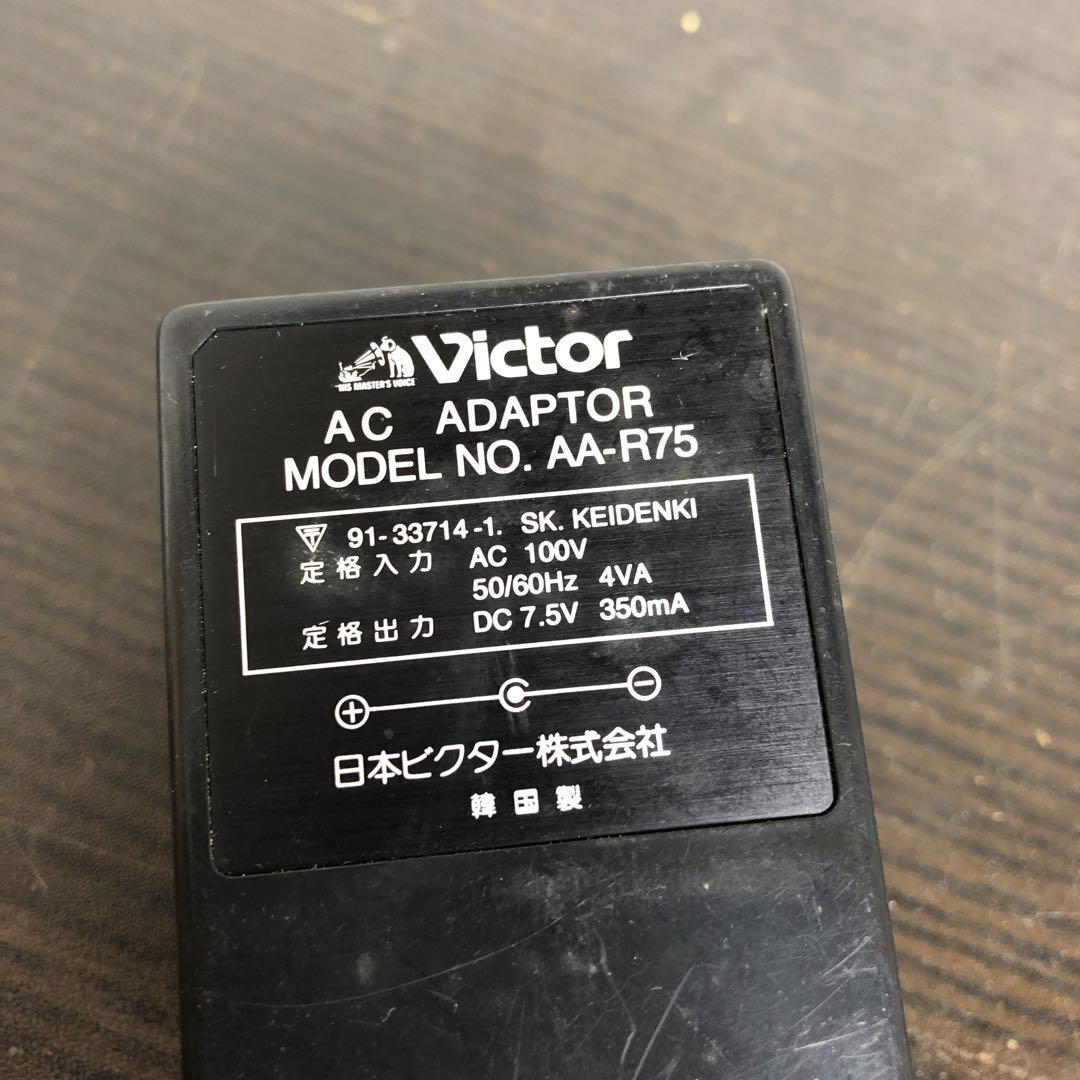 Victor
HIS MASTER'S VOICE
AC ADAPTOR
MODEL NO. AA-R75
〒 91-33714-1. SK. KEIDENKI
定格入力 AC 100V
50/60Hz 4VA
定格出力 DC 7.5V 350mA
+ −
日本ビクター株式会社
韓国製